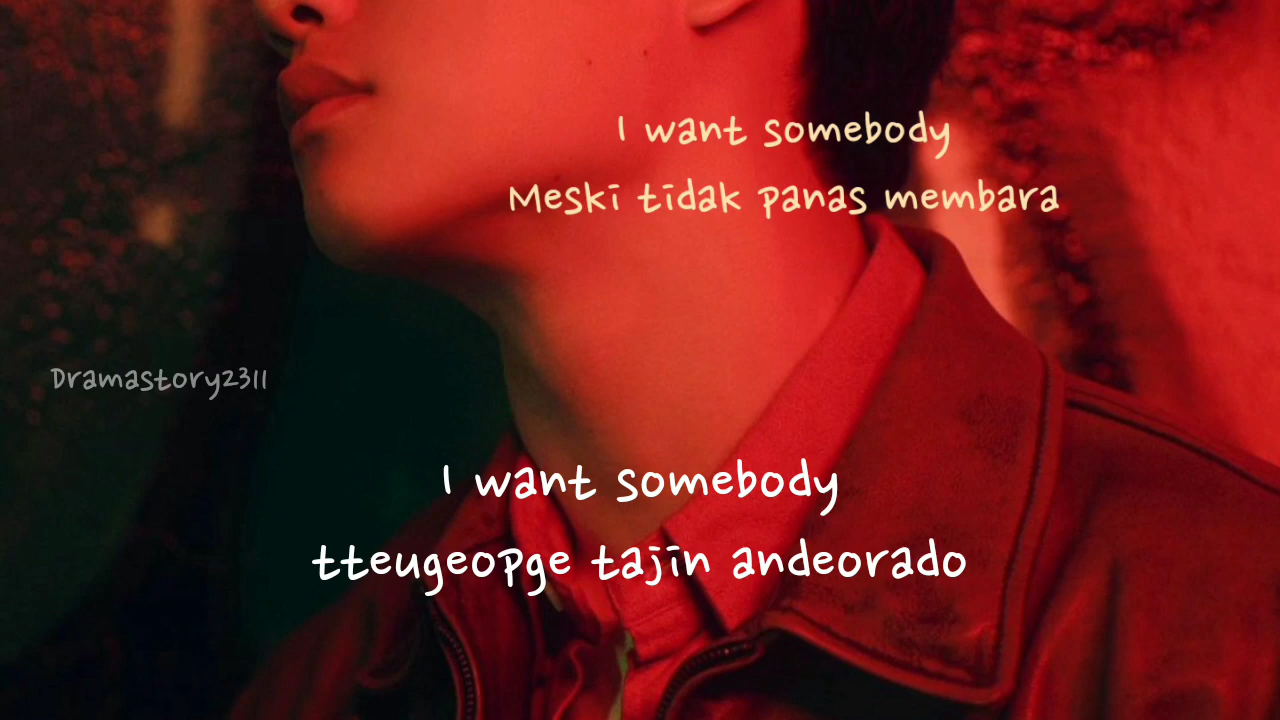 I want somebody
Meski tidak panas membara
Dramastory2311
I want somebody
tteugeopge tajin andeorado